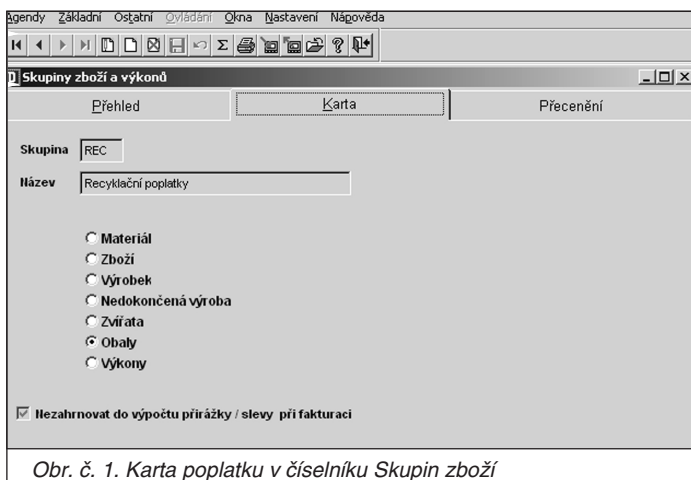 Agendy Základní Ostatní Ovládání Okna Nastavení Nápověda
Skupiny zboží a výkonů
Přehled Karta Přecenění
Skupina REC
Název Recyklační poplatky
Materiál
Zboží
Výrobek
Nedokončená výroba
Zvířata
Obaly
Výkony
Nezahrnovat do výpočtu přirážky / slevy při fakturaci
Obr. č. 1. Karta poplatku v číselníku Skupin zboží